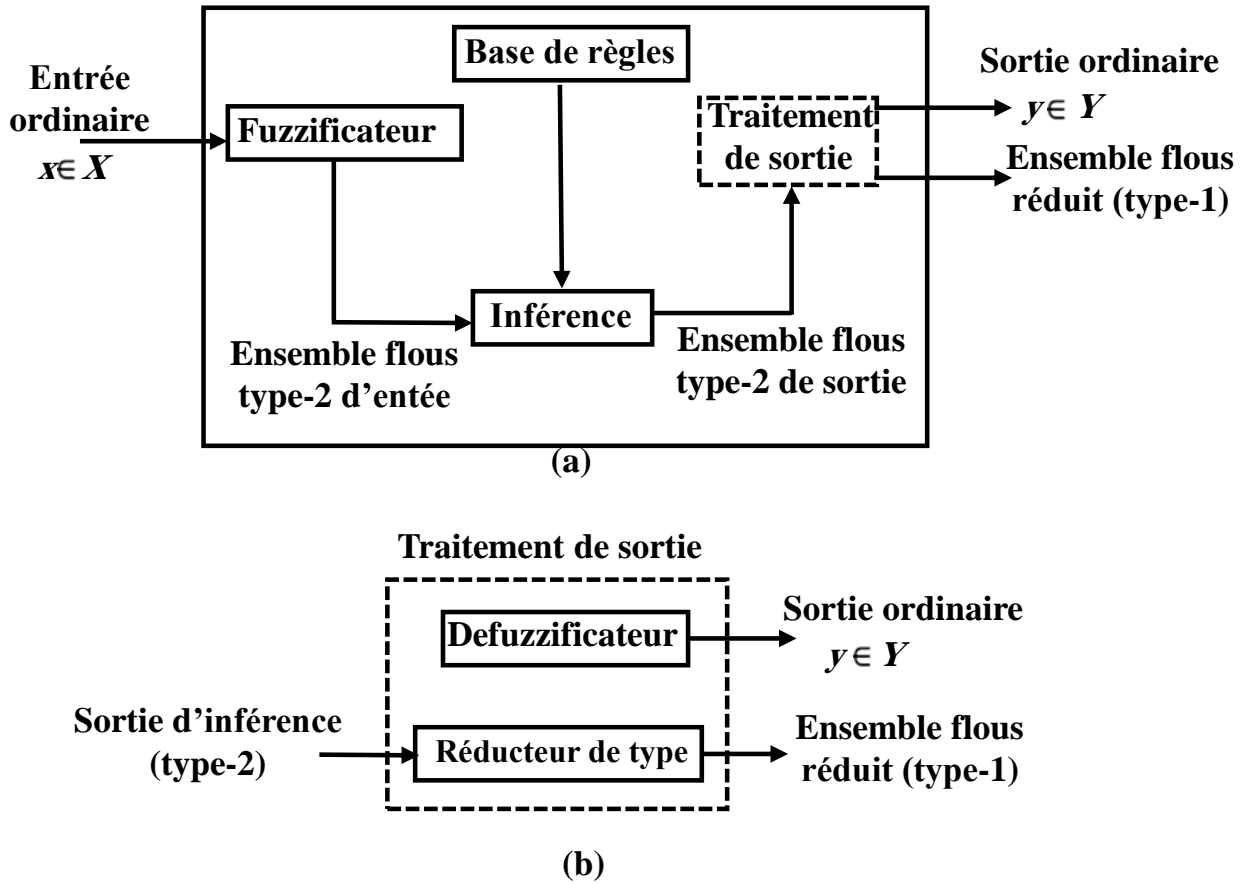 Base de règles
Entrée
ordinaire
x∈ X
Fuzzificateur
Traitement
de sortie
Sortie ordinaire
y∈ Y
Ensemble flous
réduit (type-1)
Inférence
Ensemble flous
type-2 d'entée
Ensemble flous
type-2 de sortie
(a)
Traitement de sortie
Defuzzificateur
Sortie ordinaire
y∈ Y
Sortie d'inférence
(type-2)
Réducteur de type
Ensemble flous
réduit (type-1)
(b)